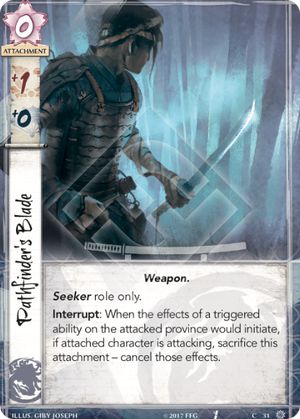 0
ATTACHMENT
+1
+0
Pathfinder's Blade
Weapon.
Seeker role only.
Interrupt: When the effects of a triggered
ability on the attacked province would initiate,
if attached character is attacking, sacrifice this
attachment – cancel those effects.
ILLUS. GIBY JOSEPH
©2017 FFG
C 31